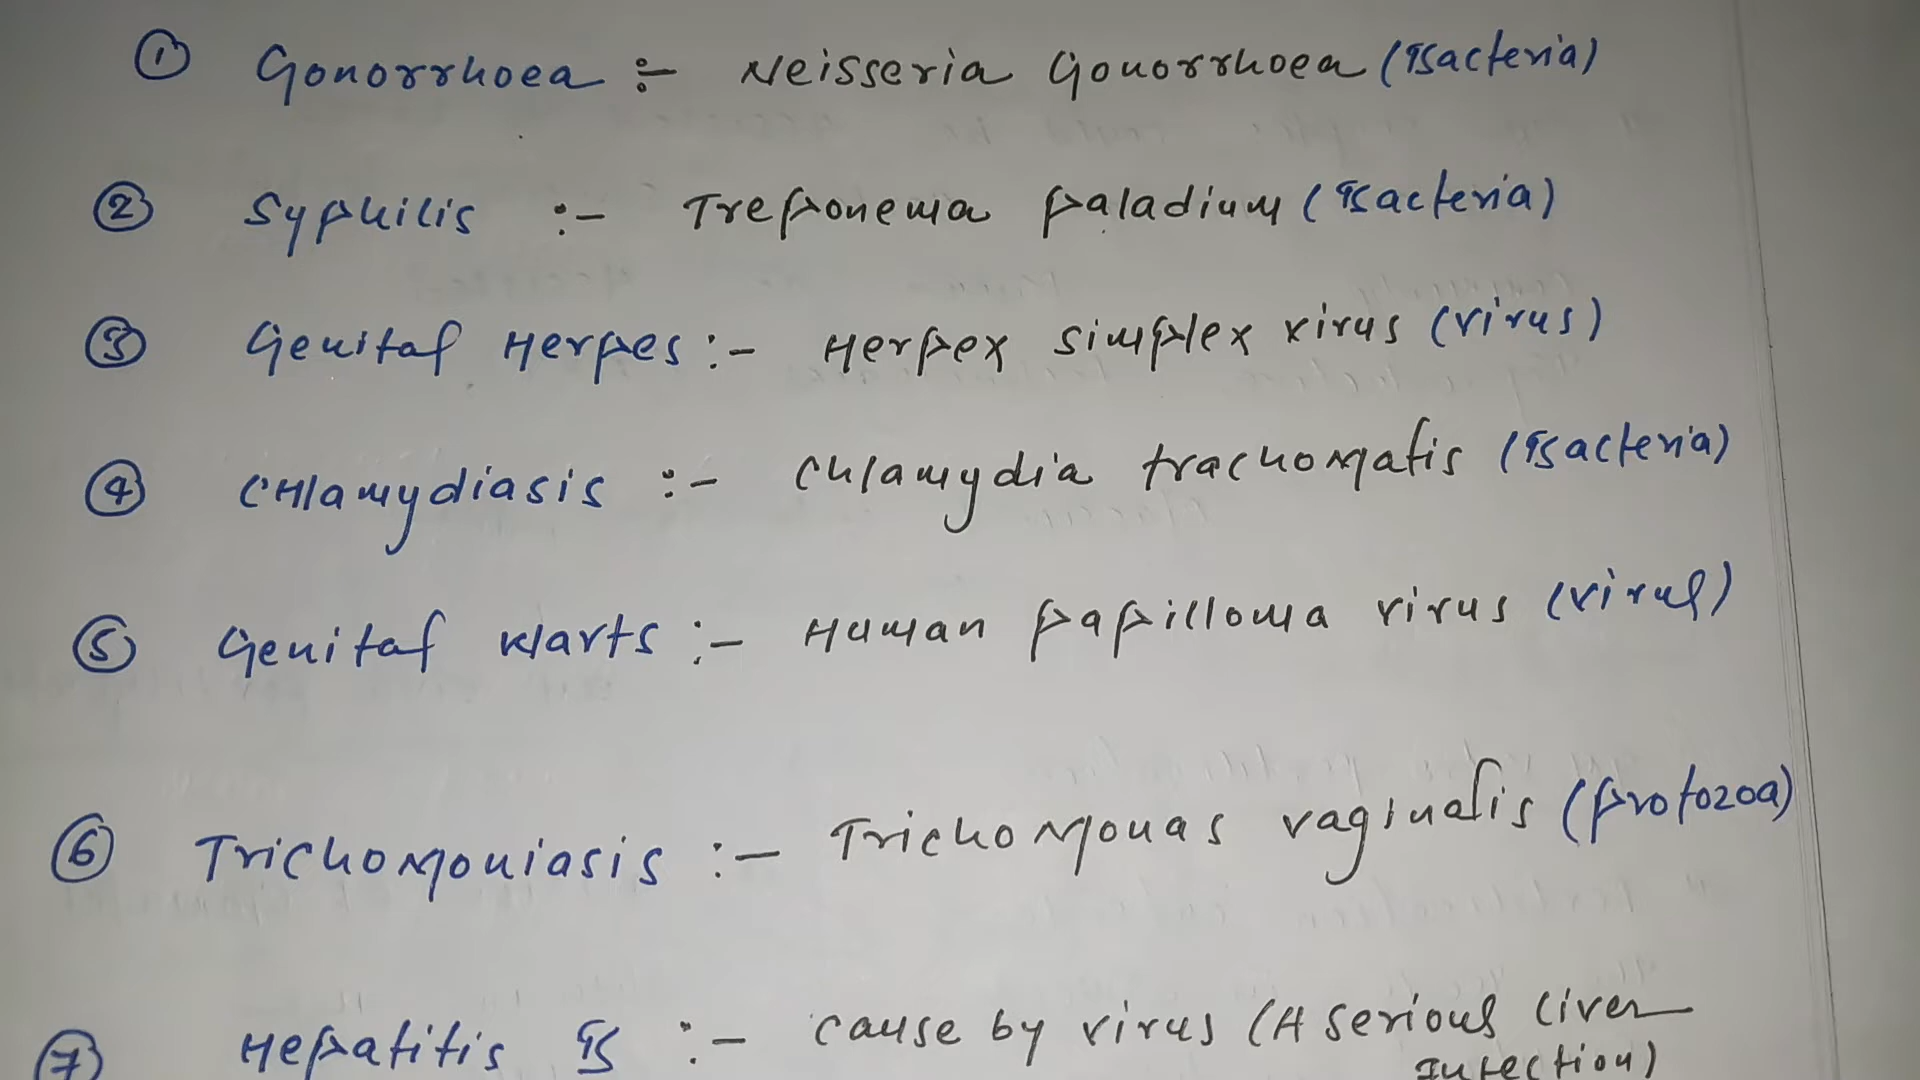 ① Gonorrhoea :- Neisseria Gonorrhoea (Bacteria)
② Syphilis :- Treponema paladium (Bacteria)
③ Genital Herpes :- Herpex simplex virus (virus)
④ CHlamydiasis :- chlamydia trachomatis (Bacteria)
⑤ Genital Warts :- Human papilloma virus (virus)
⑥ Trichomoniasis :- Trichomonas vaginalis (protozoa)
⑦ Hepatitis B :- cause by virus (A serious liver
Infection)